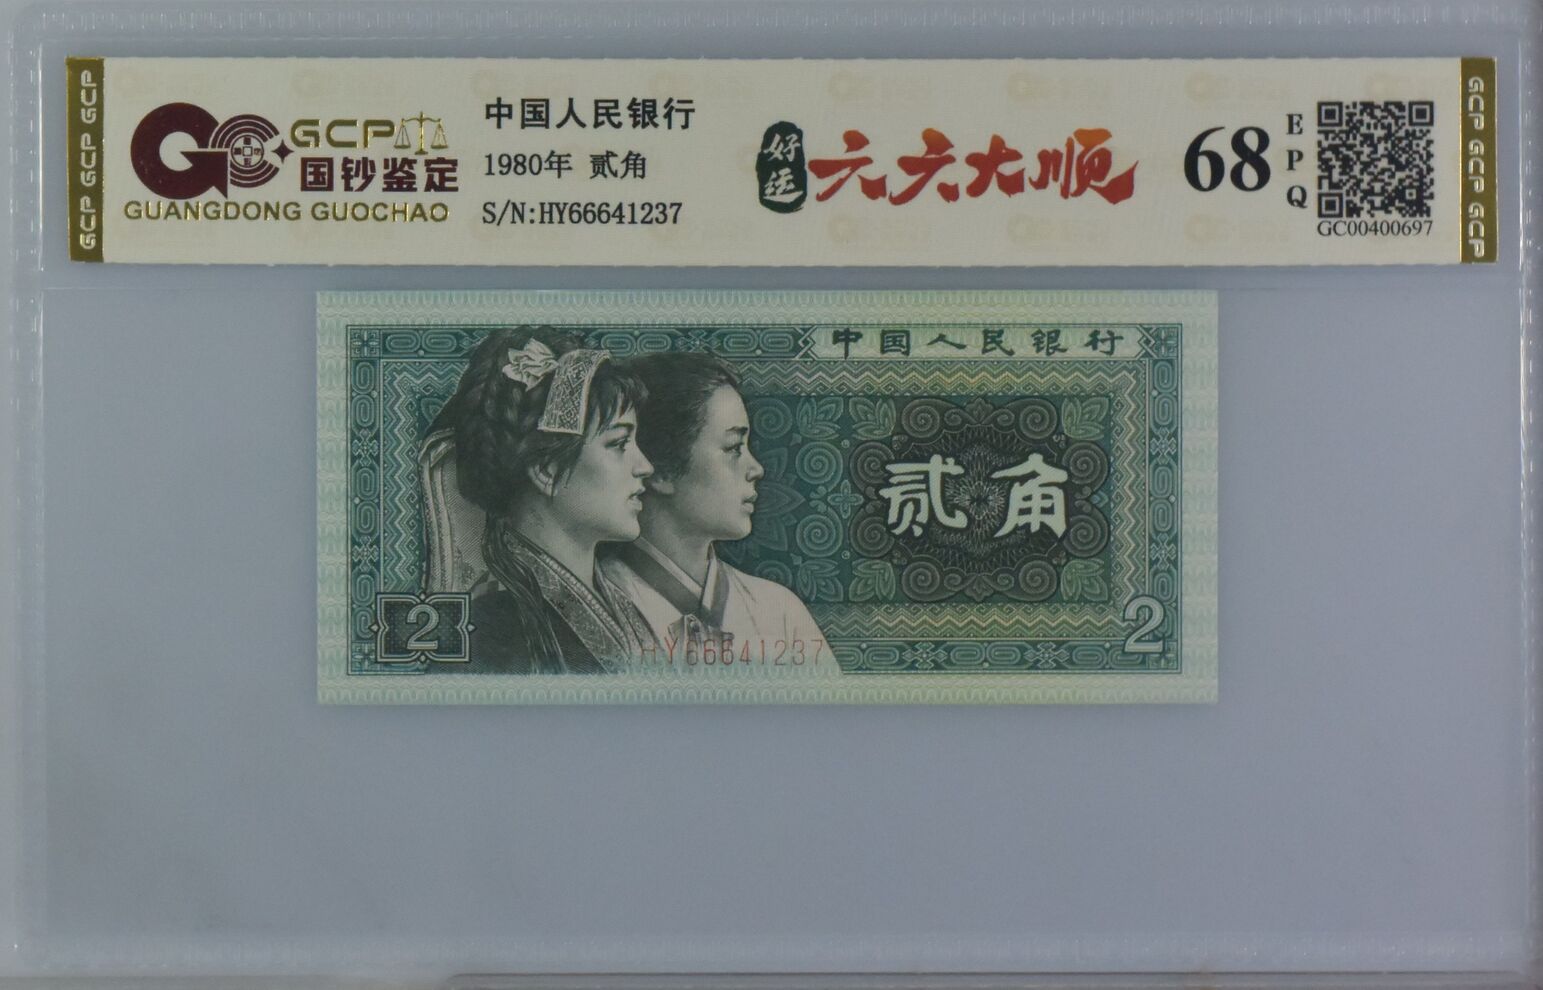 GCP GCP GCP
GCP
国钞鉴定
GUANGDONG GUOCHAO
中国人民银行
1980年 贰角
S/N:HY66641237
好运
六六大顺
68
EPQ
GC00400697
GCP GCP GCP
中国人民银行
贰角
2
2
HY66641237